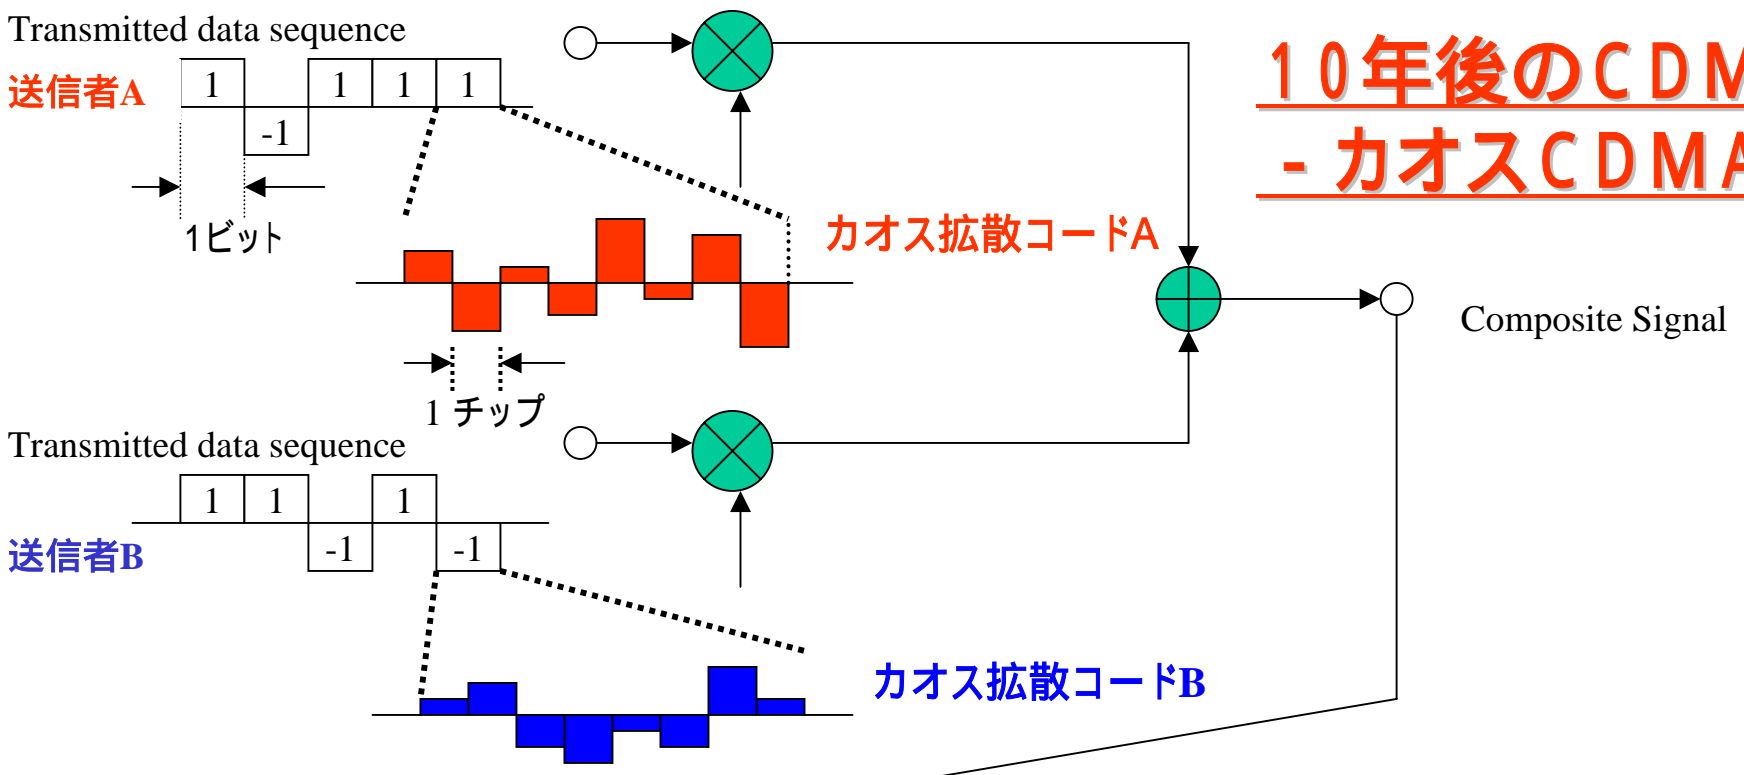 Transmitted data sequence
１０年後のＣＤＭ
- カオスＣＤＭＡ
送信者A
1 1 1 1
-1
1ビット
カオス拡散コードA
Composite Signal
1 チップ
Transmitted data sequence
1 1 1
-1 -1
送信者B
カオス拡散コードB